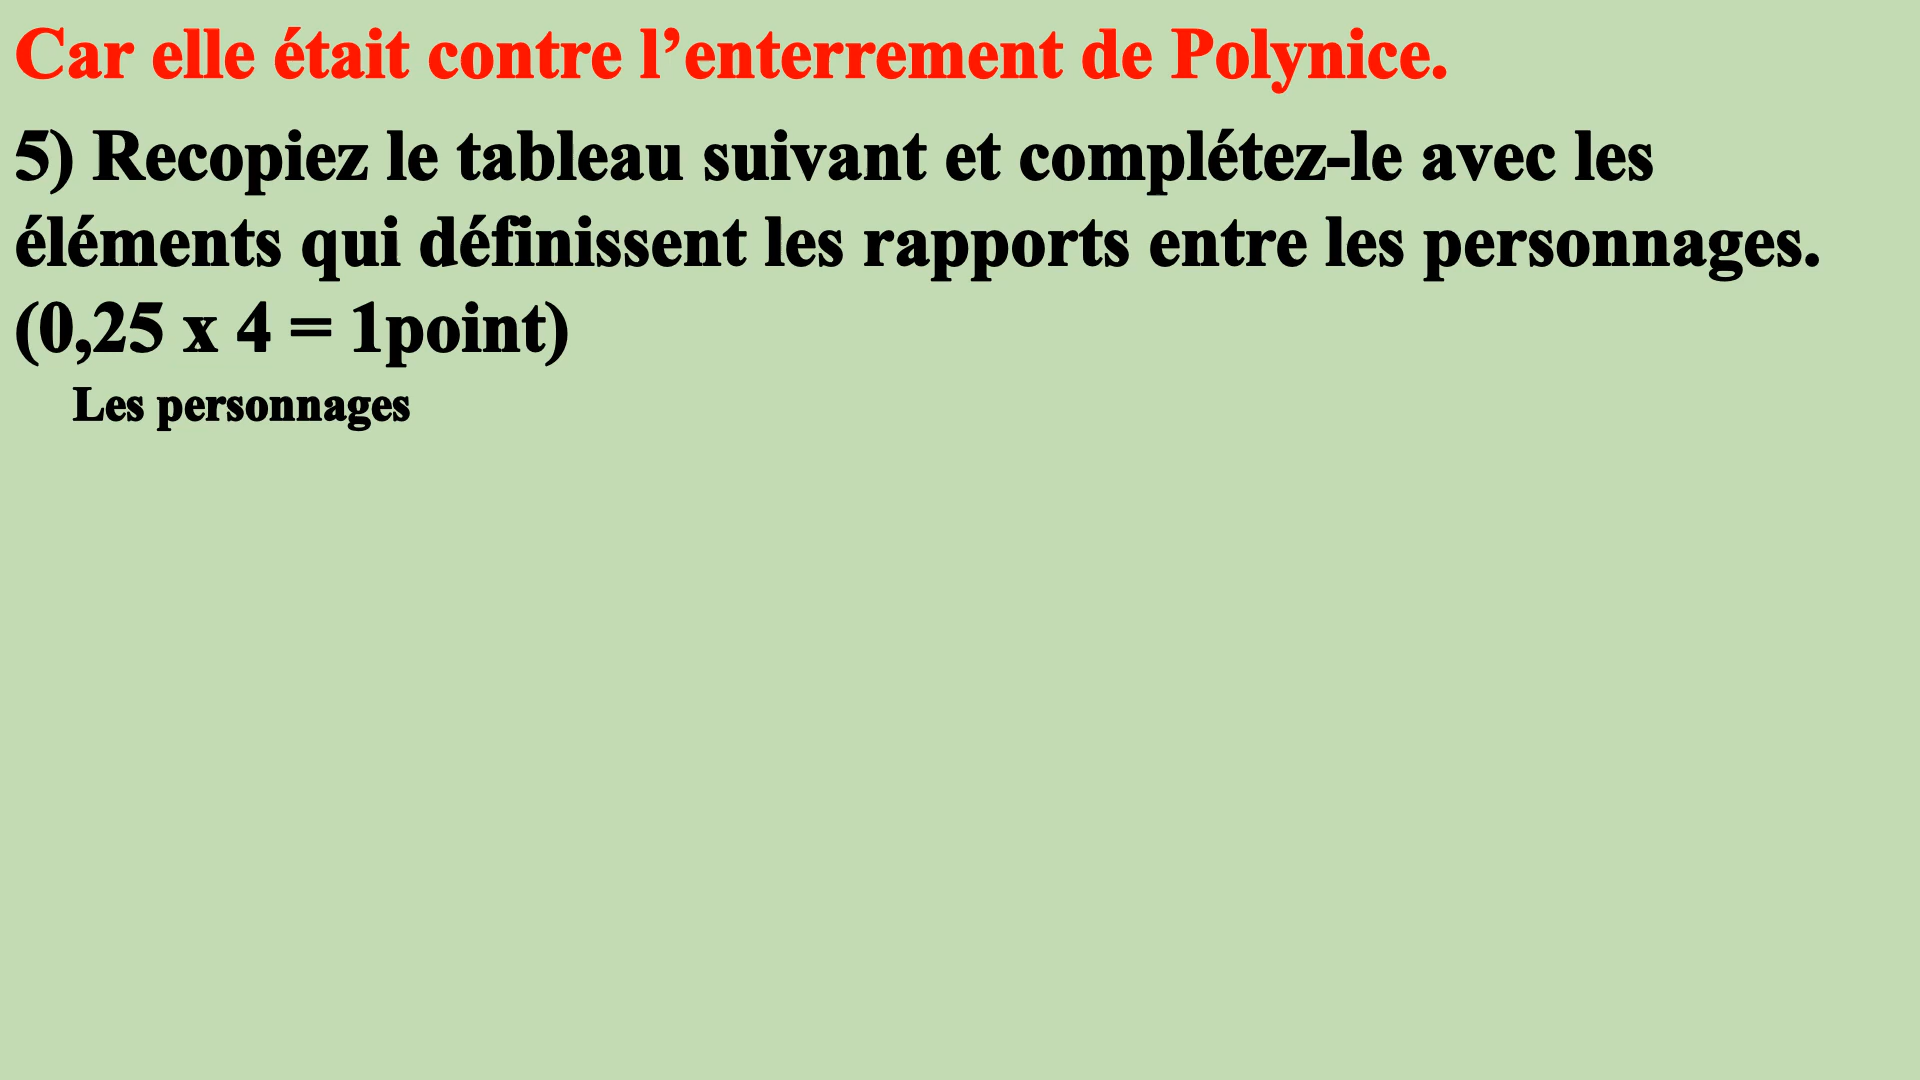 Car elle était contre l’enterrement de Polynice.
5) Recopiez le tableau suivant et complétez-le avec les
éléments qui définissent les rapports entre les personnages.
(0,25 x 4 = 1point)
Les personnages